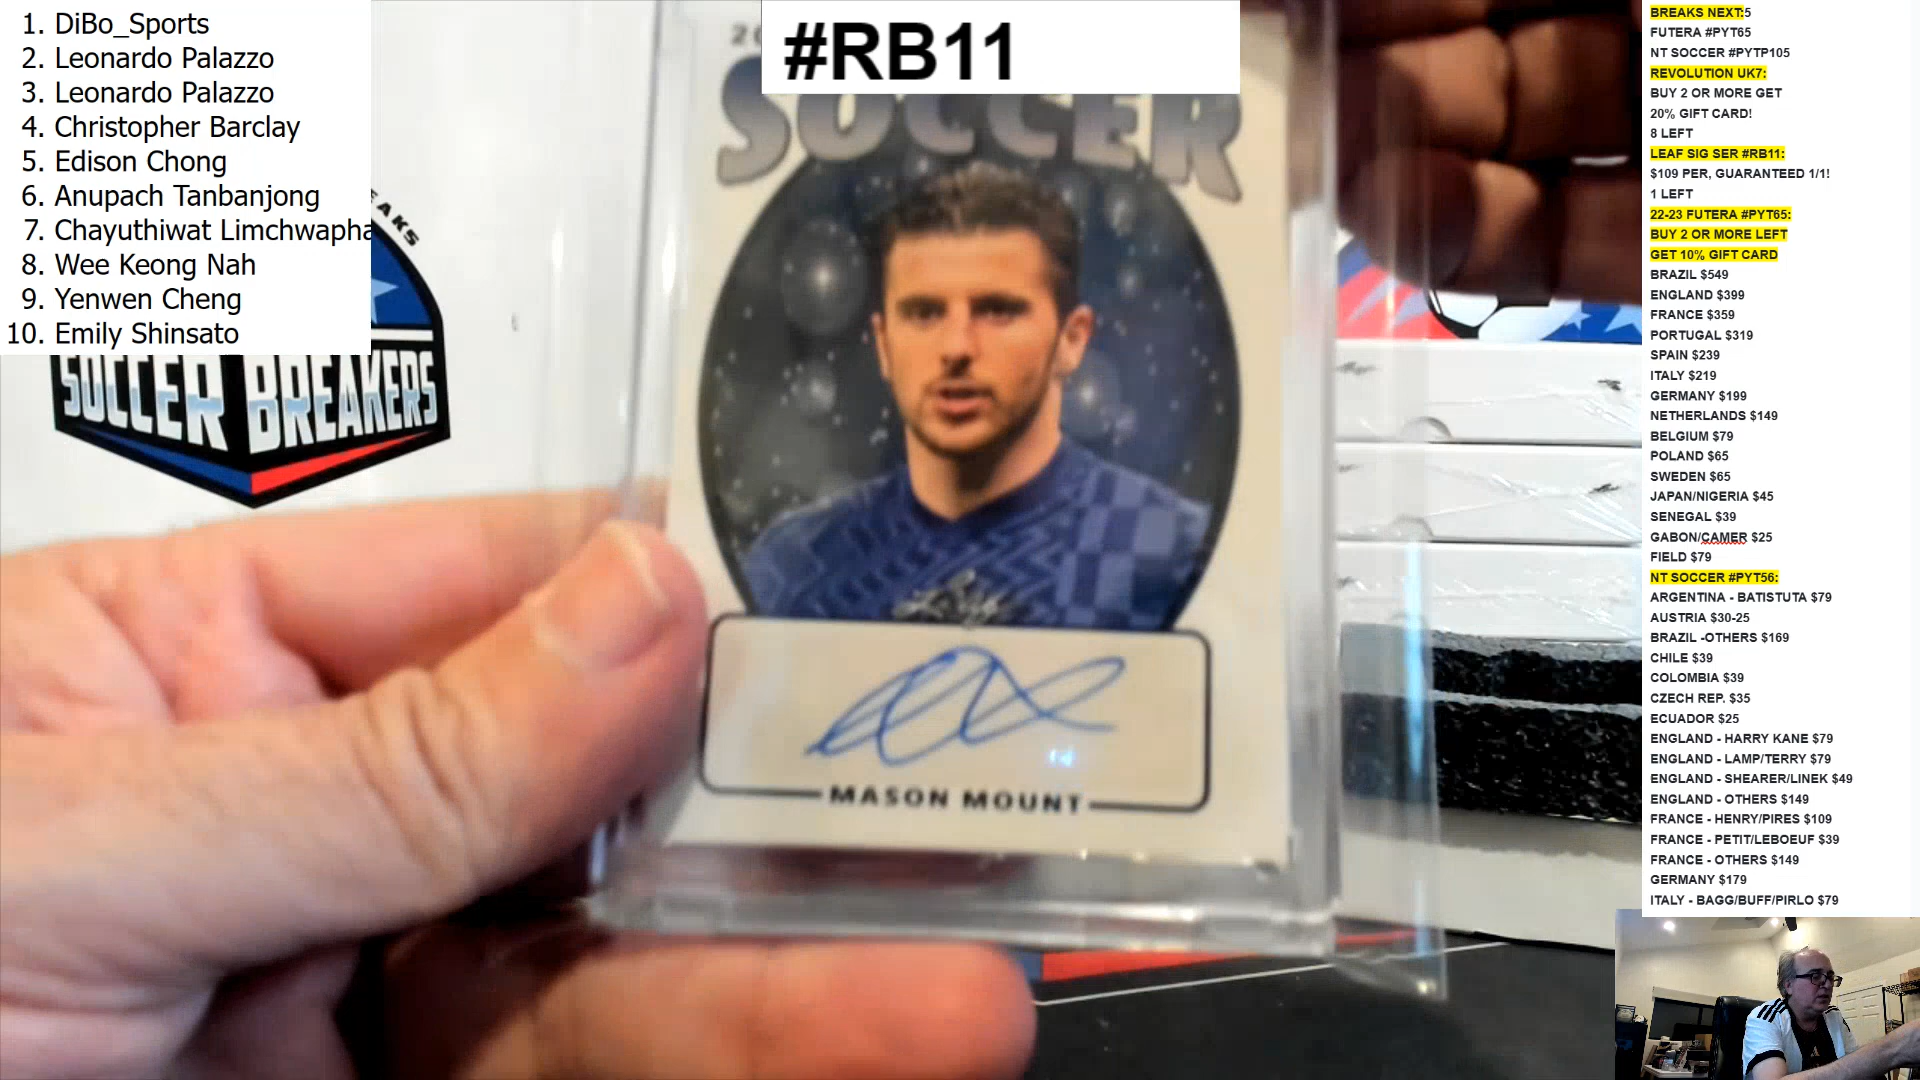 1. DiBo_Sports
2. Leonardo Palazzo
3. Leonardo Palazzo
4. Christopher Barclay
5. Edison Chong
6. Anupach Tanbanjong
7. Chayuthiwat Limchwapha
8. Wee Keong Nah
9. Yenwen Cheng
10. Emily Shinsato
EAKS
SOCCER BREAKERS
#RB11
20
SOCCER
Leaf
MASON MOUNT
BREAKS NEXT:5
FUTERA #PYT65
NT SOCCER #PYTP105
REVOLUTION UK7:
BUY 2 OR MORE GET
20% GIFT CARD!
8 LEFT
LEAF SIG SER #RB11:
$109 PER, GUARANTEED 1/1!
1 LEFT
22-23 FUTERA #PYT65:
BUY 2 OR MORE LEFT
GET 10% GIFT CARD
BRAZIL $549
ENGLAND $399
FRANCE $359
PORTUGAL $319
SPAIN $239
ITALY $219
GERMANY $199
NETHERLANDS $149
BELGIUM $79
POLAND $65
SWEDEN $65
JAPAN/NIGERIA $45
SENEGAL $39
GABON/CAMER $25
FIELD $79
NT SOCCER #PYT56:
ARGENTINA - BATISTUTA $79
AUSTRIA $30-25
BRAZIL -OTHERS $169
CHILE $39
COLOMBIA $39
CZECH REP. $35
ECUADOR $25
ENGLAND - HARRY KANE $79
ENGLAND - LAMP/TERRY $79
ENGLAND - SHEARER/LINEK $49
ENGLAND - OTHERS $149
FRANCE - HENRY/PIRES $109
FRANCE - PETIT/LEBOEUF $39
FRANCE - OTHERS $149
GERMANY $179
ITALY - BAGG/BUFF/PIRLO $79